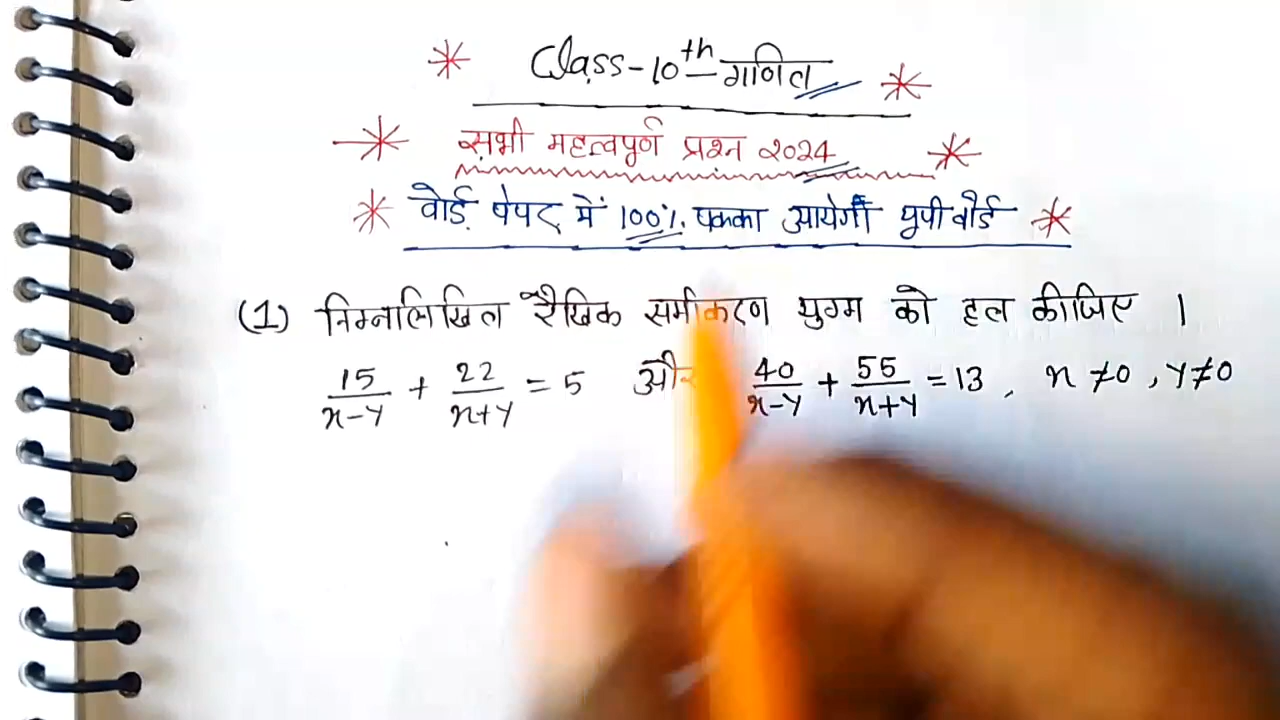 Class-10th गणित
सभी महत्वपूर्ण प्रश्न २०२4
वोर्ड पेपर में 100% पक्का आयेगी यूपी वोर्ड
(1) निम्नलिखित रैखिक समीकरण युग्म को हल कीजिए ।
15/(x-y) + 22/(x+y) = 5 और 40/(x-y) + 55/(x+y) = 13 , x ≠0 , y≠0